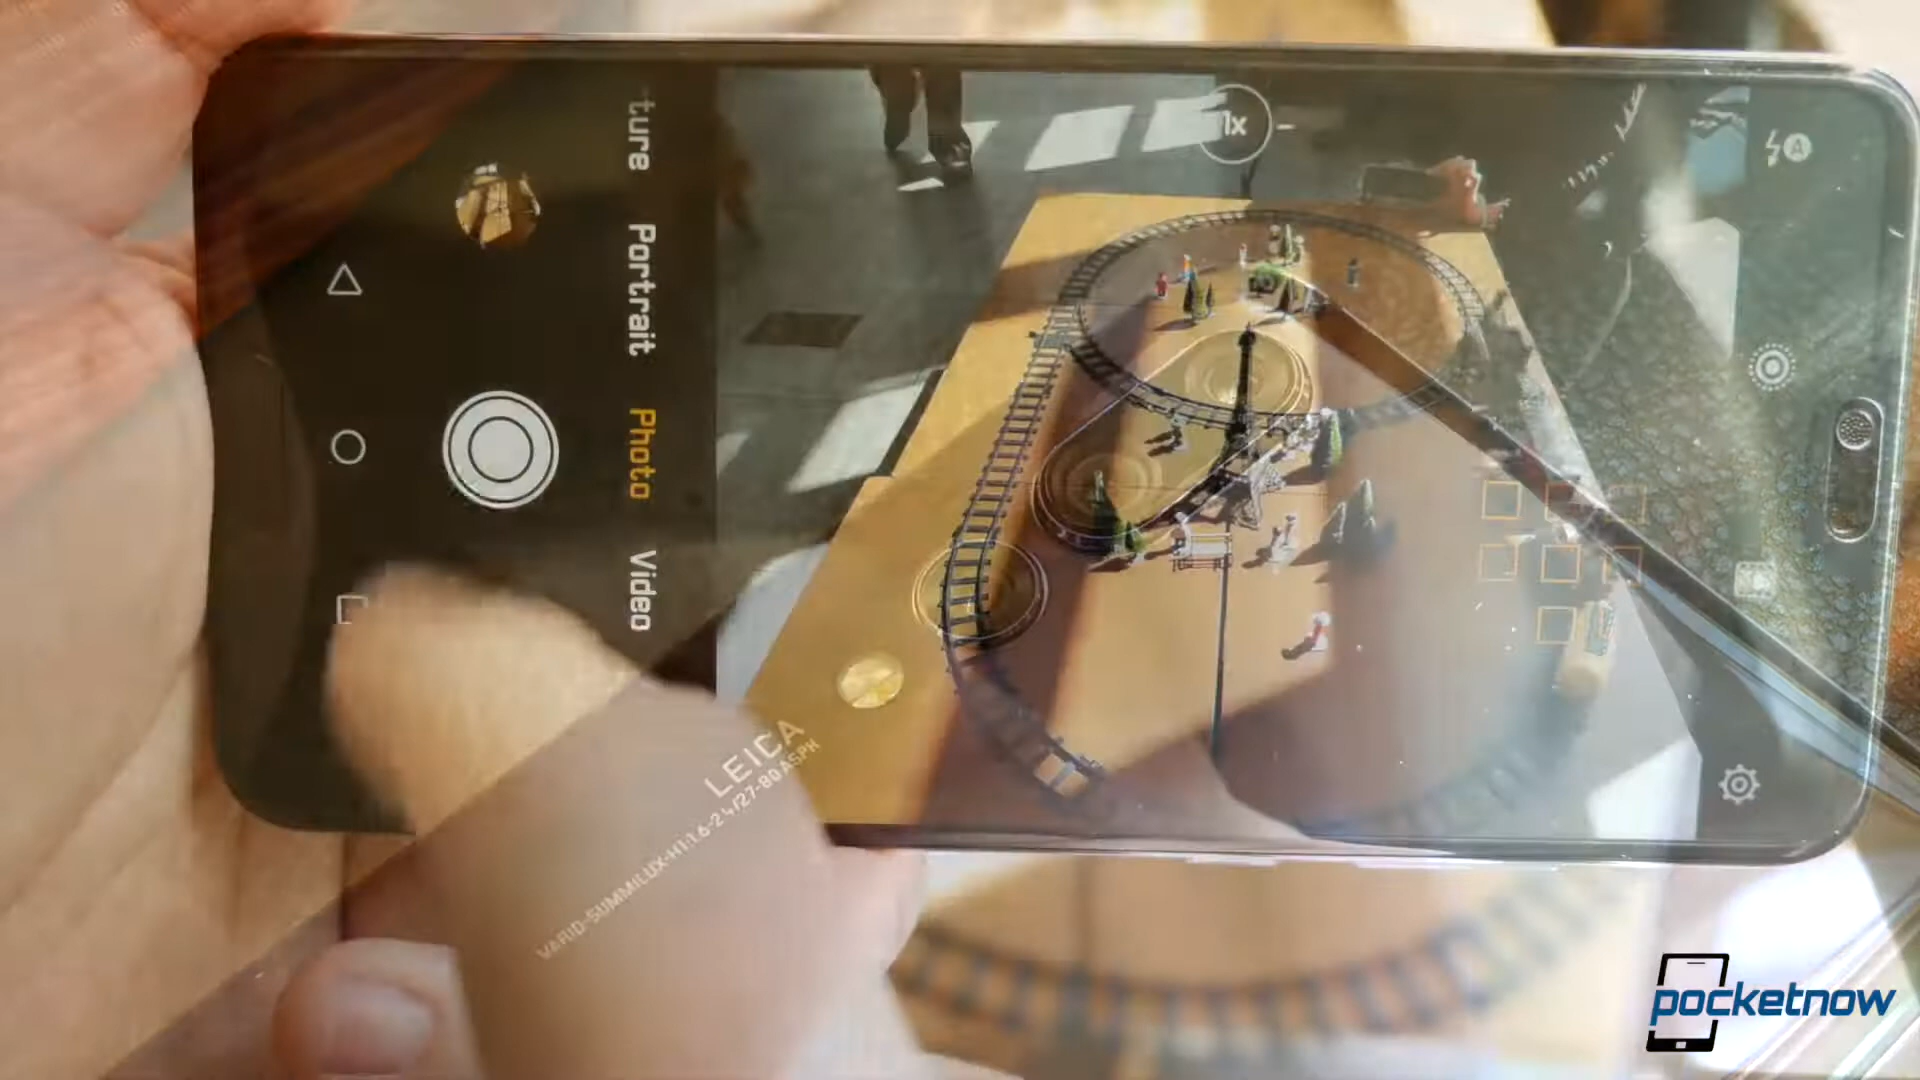 ture
Portrait
Photo
Video
1x
A
LEICA
VARIO-SUMMILUX-H 1:1.6-2.4/27-80 ASPH
pocketnow